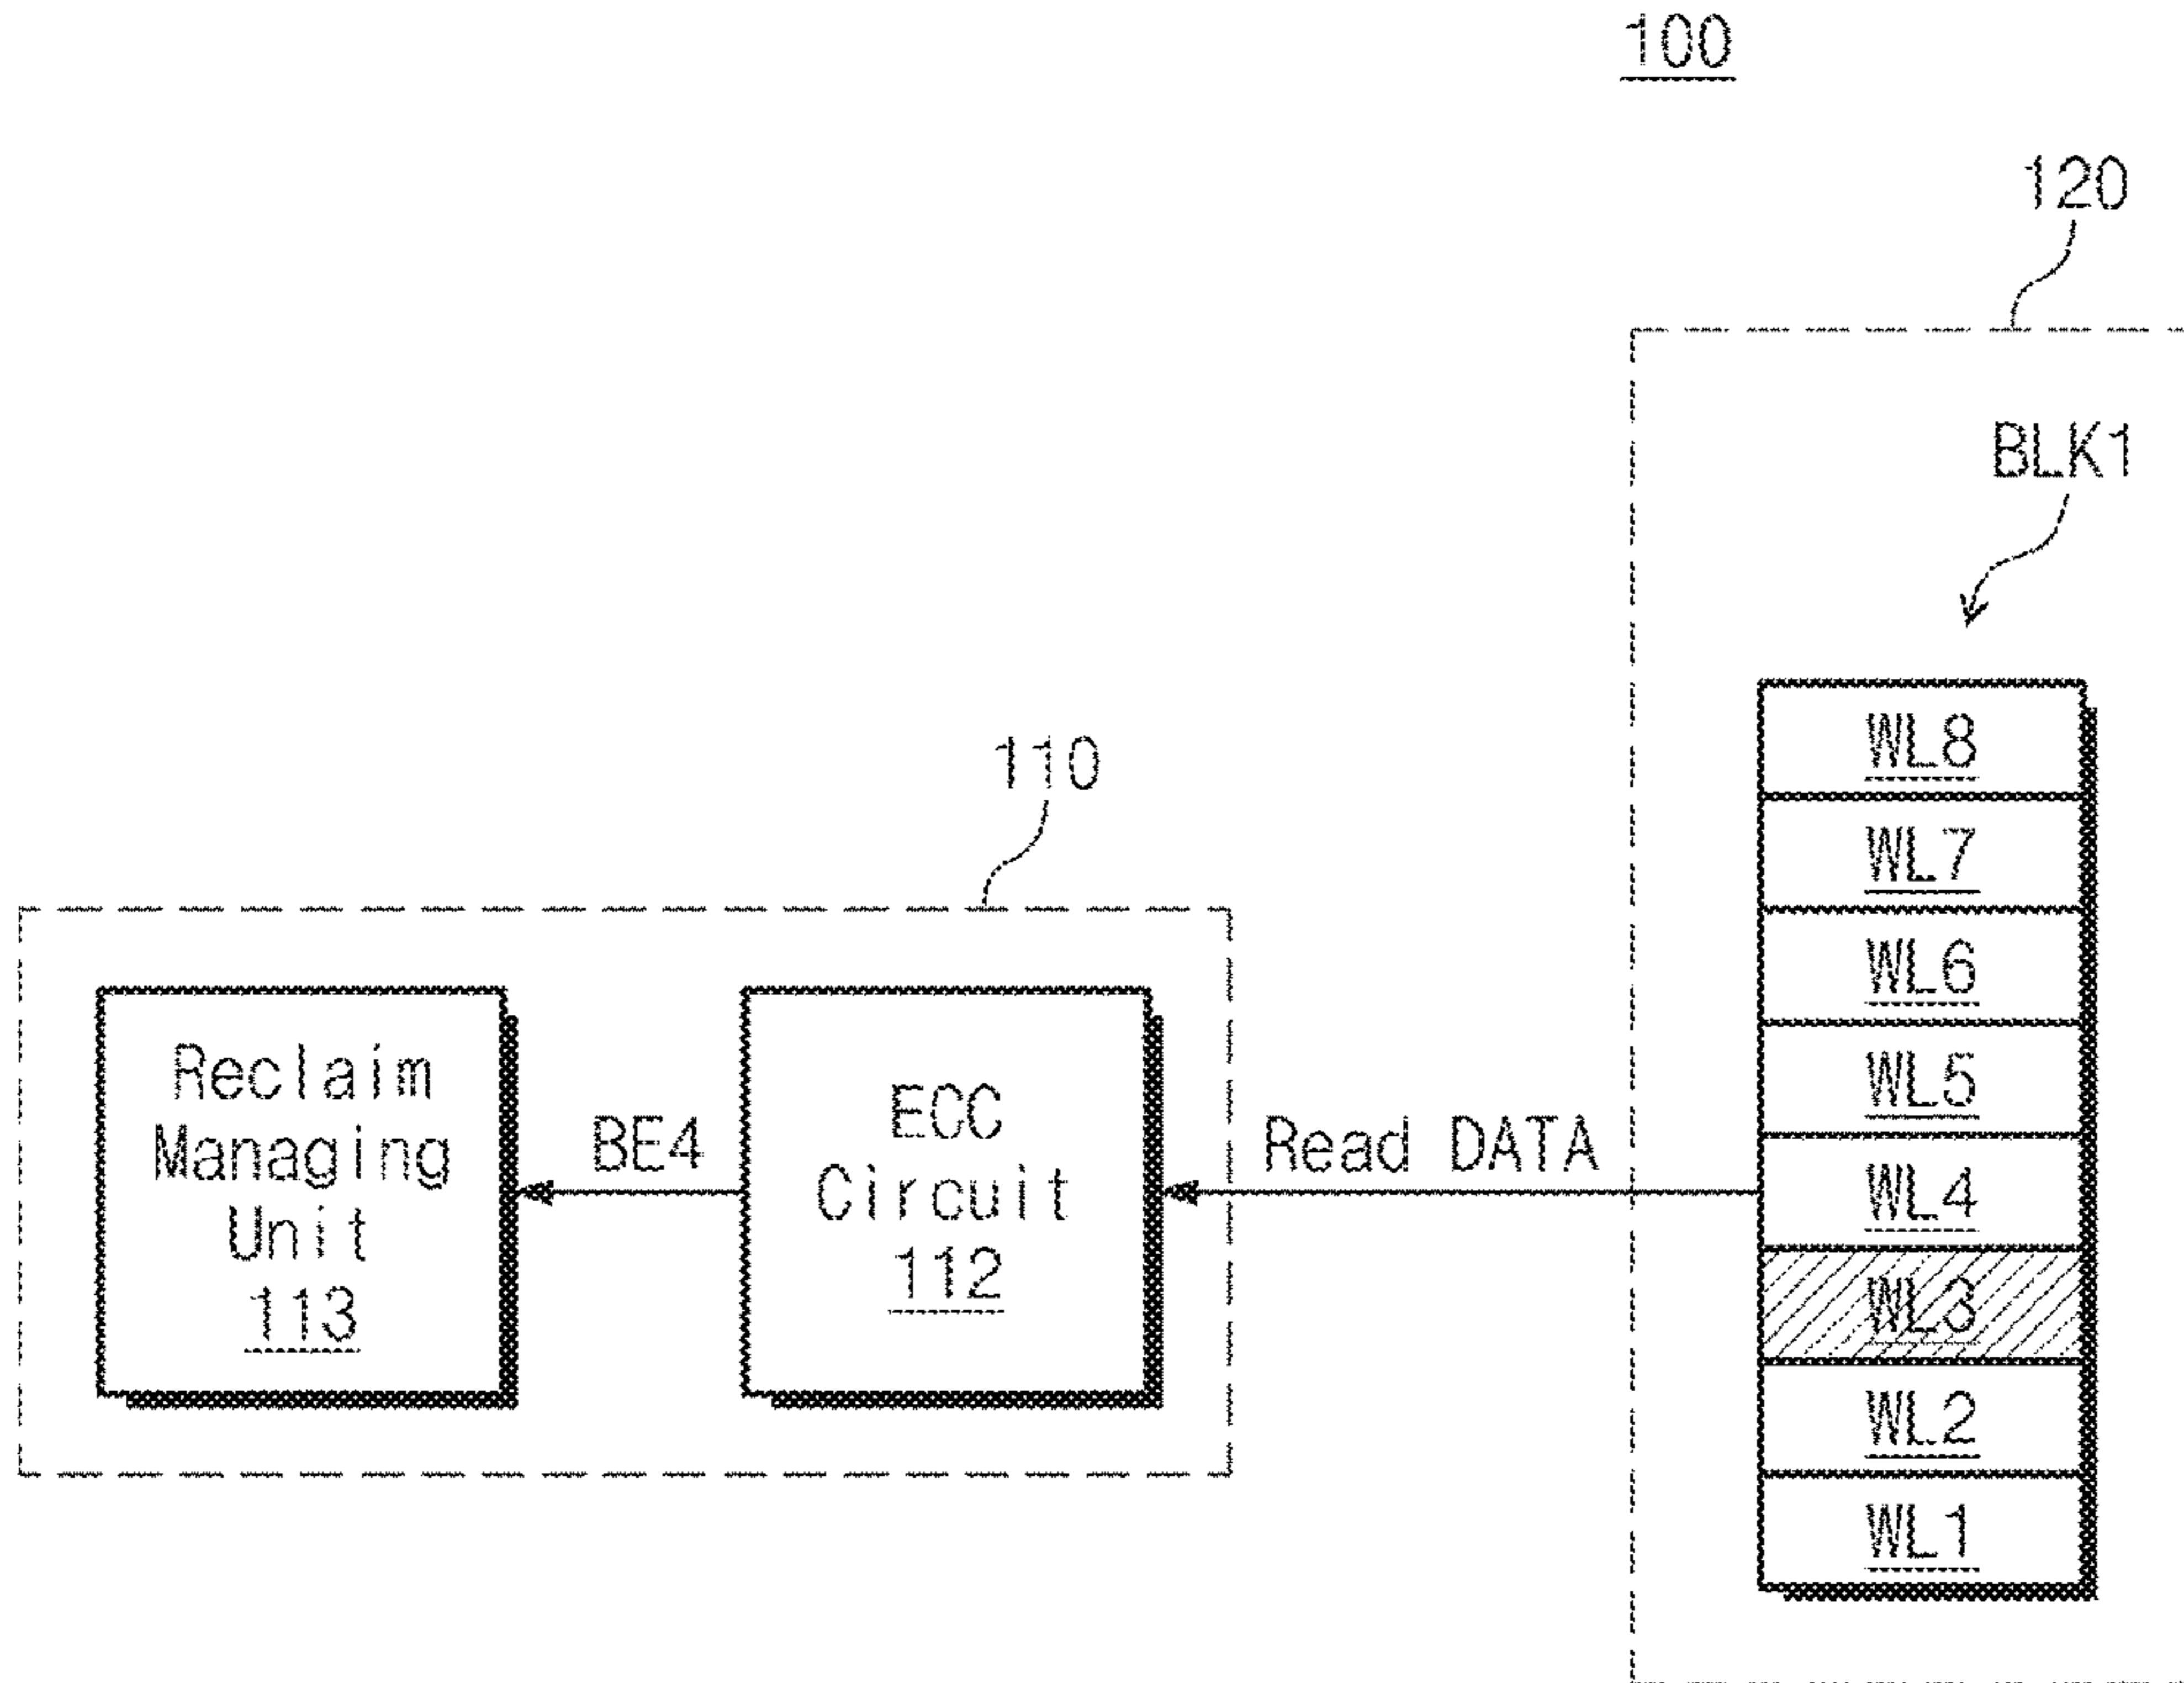 100
120
BLK1
WL8
110
WL7
WL6
Reclaim
Managing
Unit
113
BE4
ECC
Circuit
112
Read DATA
WL5
WL4
WL3
WL2
WL1